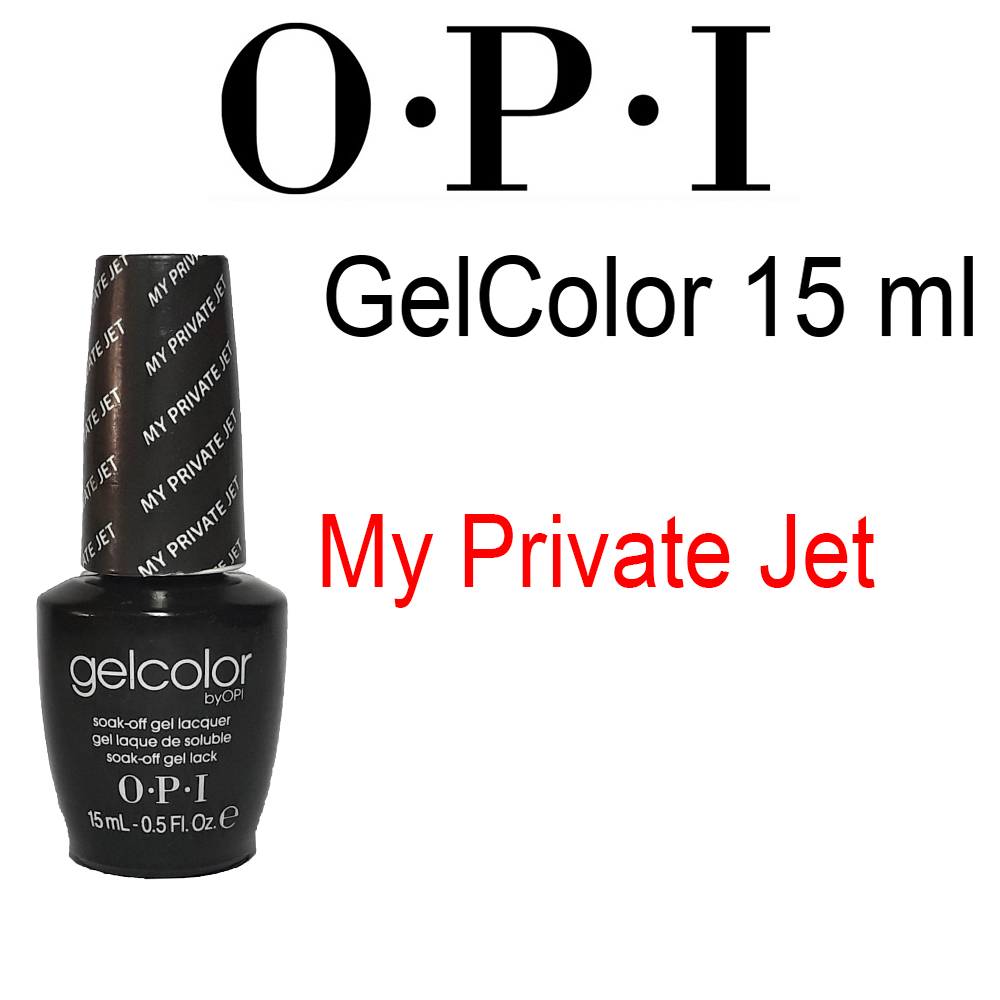 O·P·I
GelColor 15 ml
My Private Jet
MY PRIVATE JET
MY PRIVATE JET
MY PRIVATE JET
MY PRIVATE JET
gelcolor
byOPI
soak-off gel lacquer
gel laque de soluble
soak-off gel lack
O·P·I
15 mL - 0.5 Fl. Oz. ℮